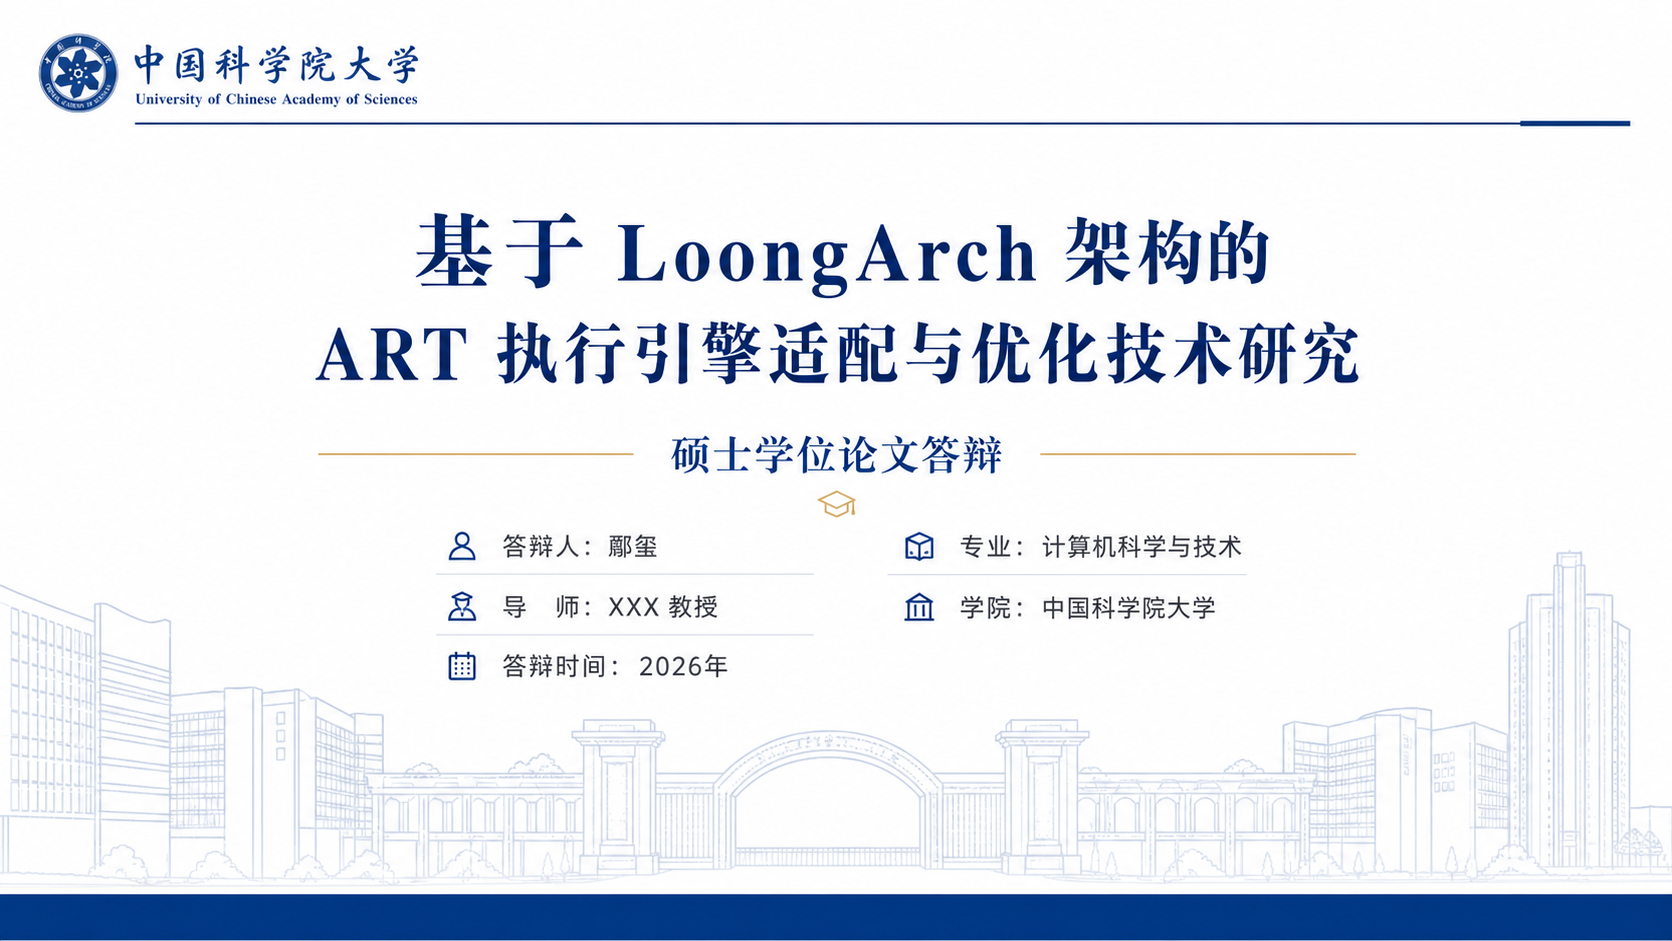 中国科学院大学
University of Chinese Academy of Sciences
基于 LoongArch 架构的
ART 执行引擎适配与优化技术研究
硕士学位论文答辩
答辩人：鄢玺
专业：计算机科学与技术
导　师：XXX 教授
学院：中国科学院大学
答辩时间：2026年